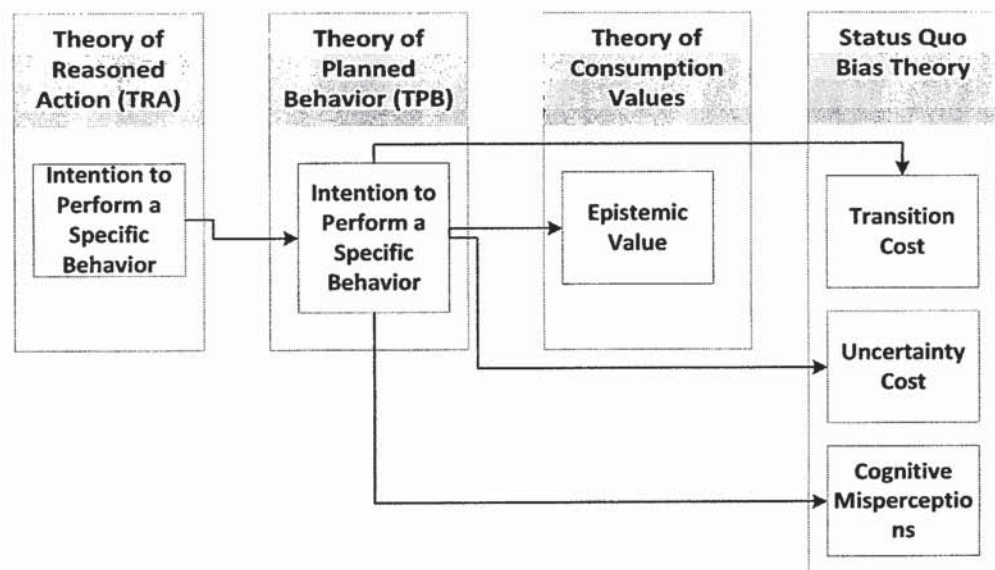 Theory of
Reasoned
Action (TRA)
Intention to
Perform a
Specific
Behavior
Theory of
Planned
Behavior (TPB)
Intention to
Perform a
Specific
Behavior
Theory of
Consumption
Values
Epistemic
Value
Status Quo
Bias Theory
Transition
Cost
Uncertainty
Cost
Cognitive
Misperceptio
ns